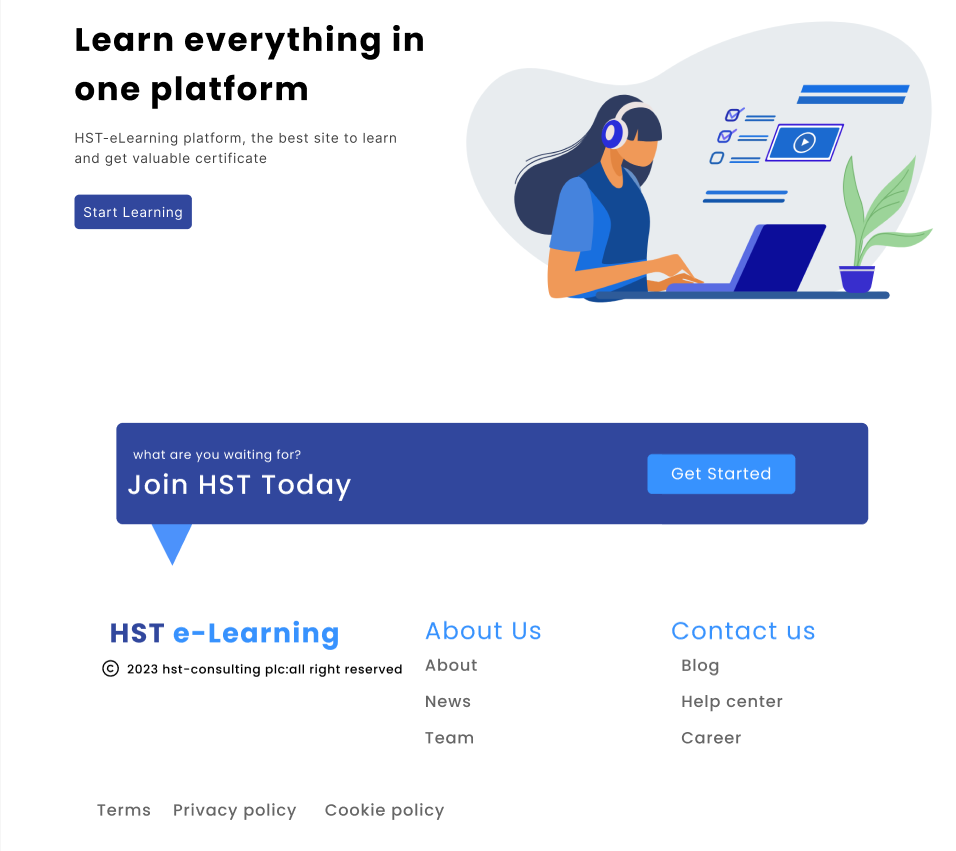 Learn everything in
one platform
HST-eLearning platform, the best site to learn
and get valuable certificate
Start Learning
what are you waiting for?
Join HST Today
Get Started
HST e-Learning
© 2023 hst-consulting plc:all right reserved
About Us
About
News
Team
Contact us
Blog
Help center
Career
Terms Privacy policy Cookie policy